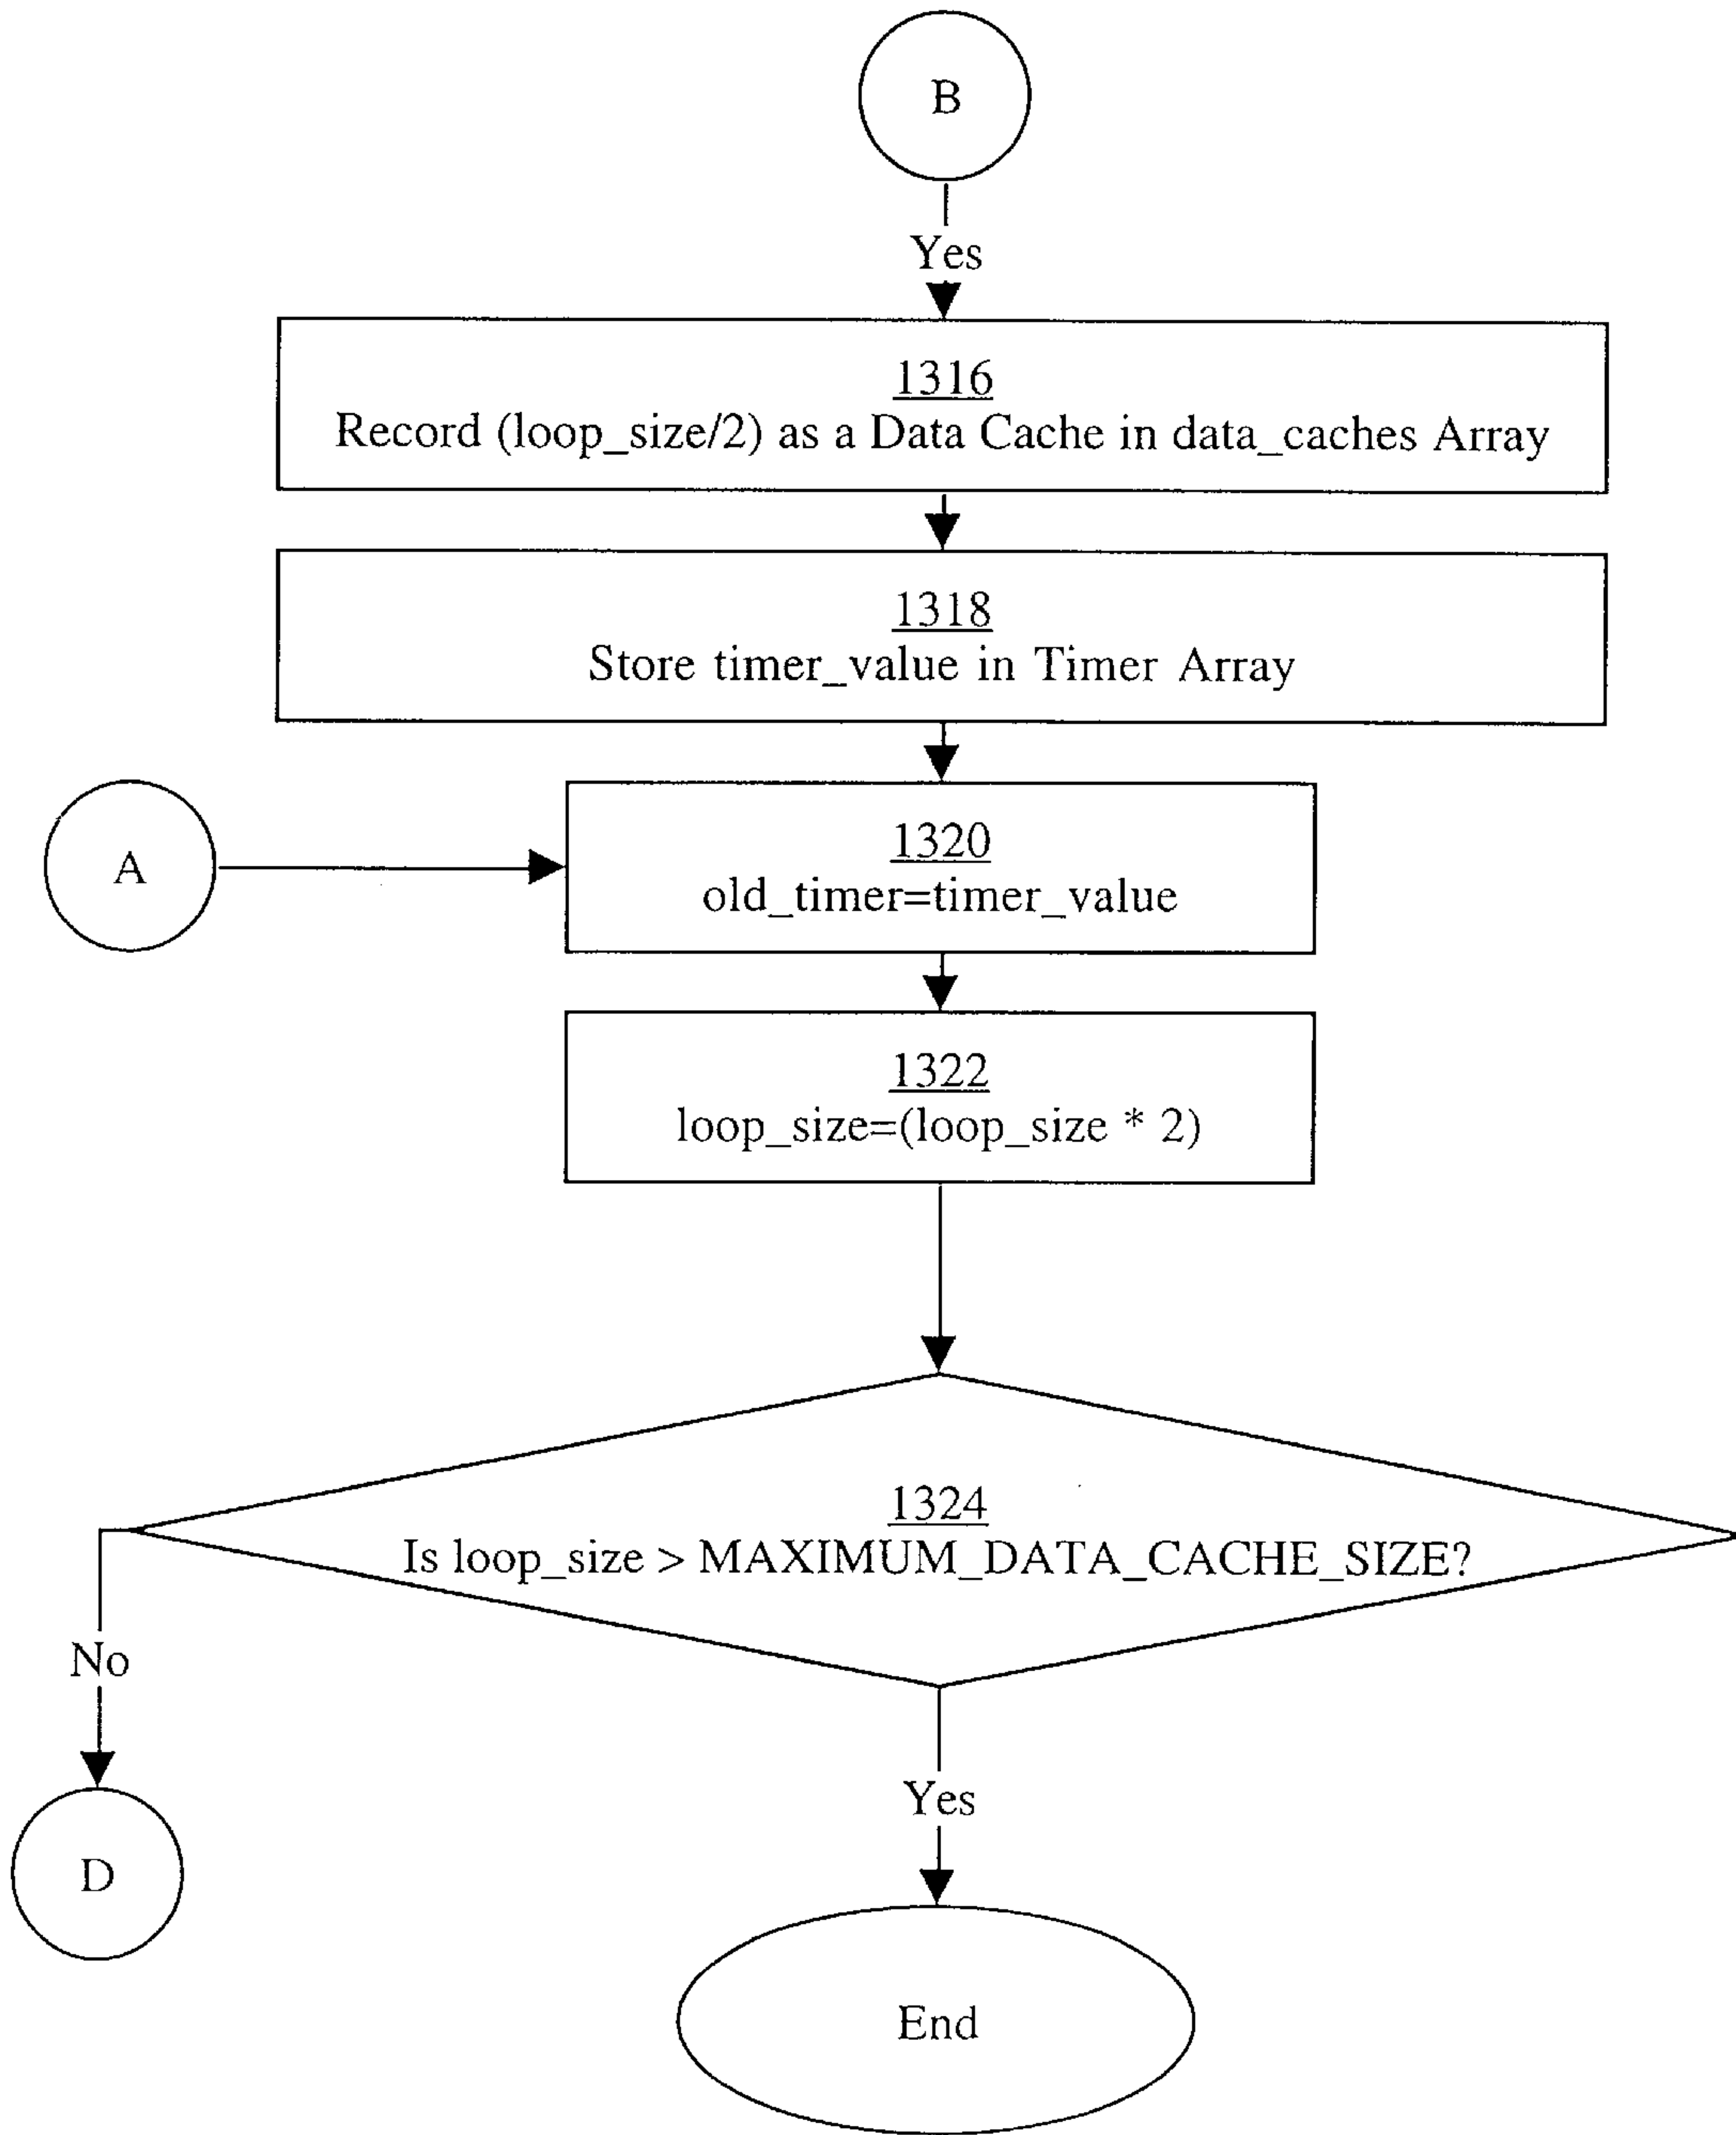 B
Yes
1316
Record (loop_size/2) as a Data Cache in data_caches Array
1318
Store timer_value in Timer Array
A
1320
old_timer=timer_value
1322
loop_size=(loop_size * 2)
1324
Is loop_size > MAXIMUM_DATA_CACHE_SIZE?
No
Yes
D
End